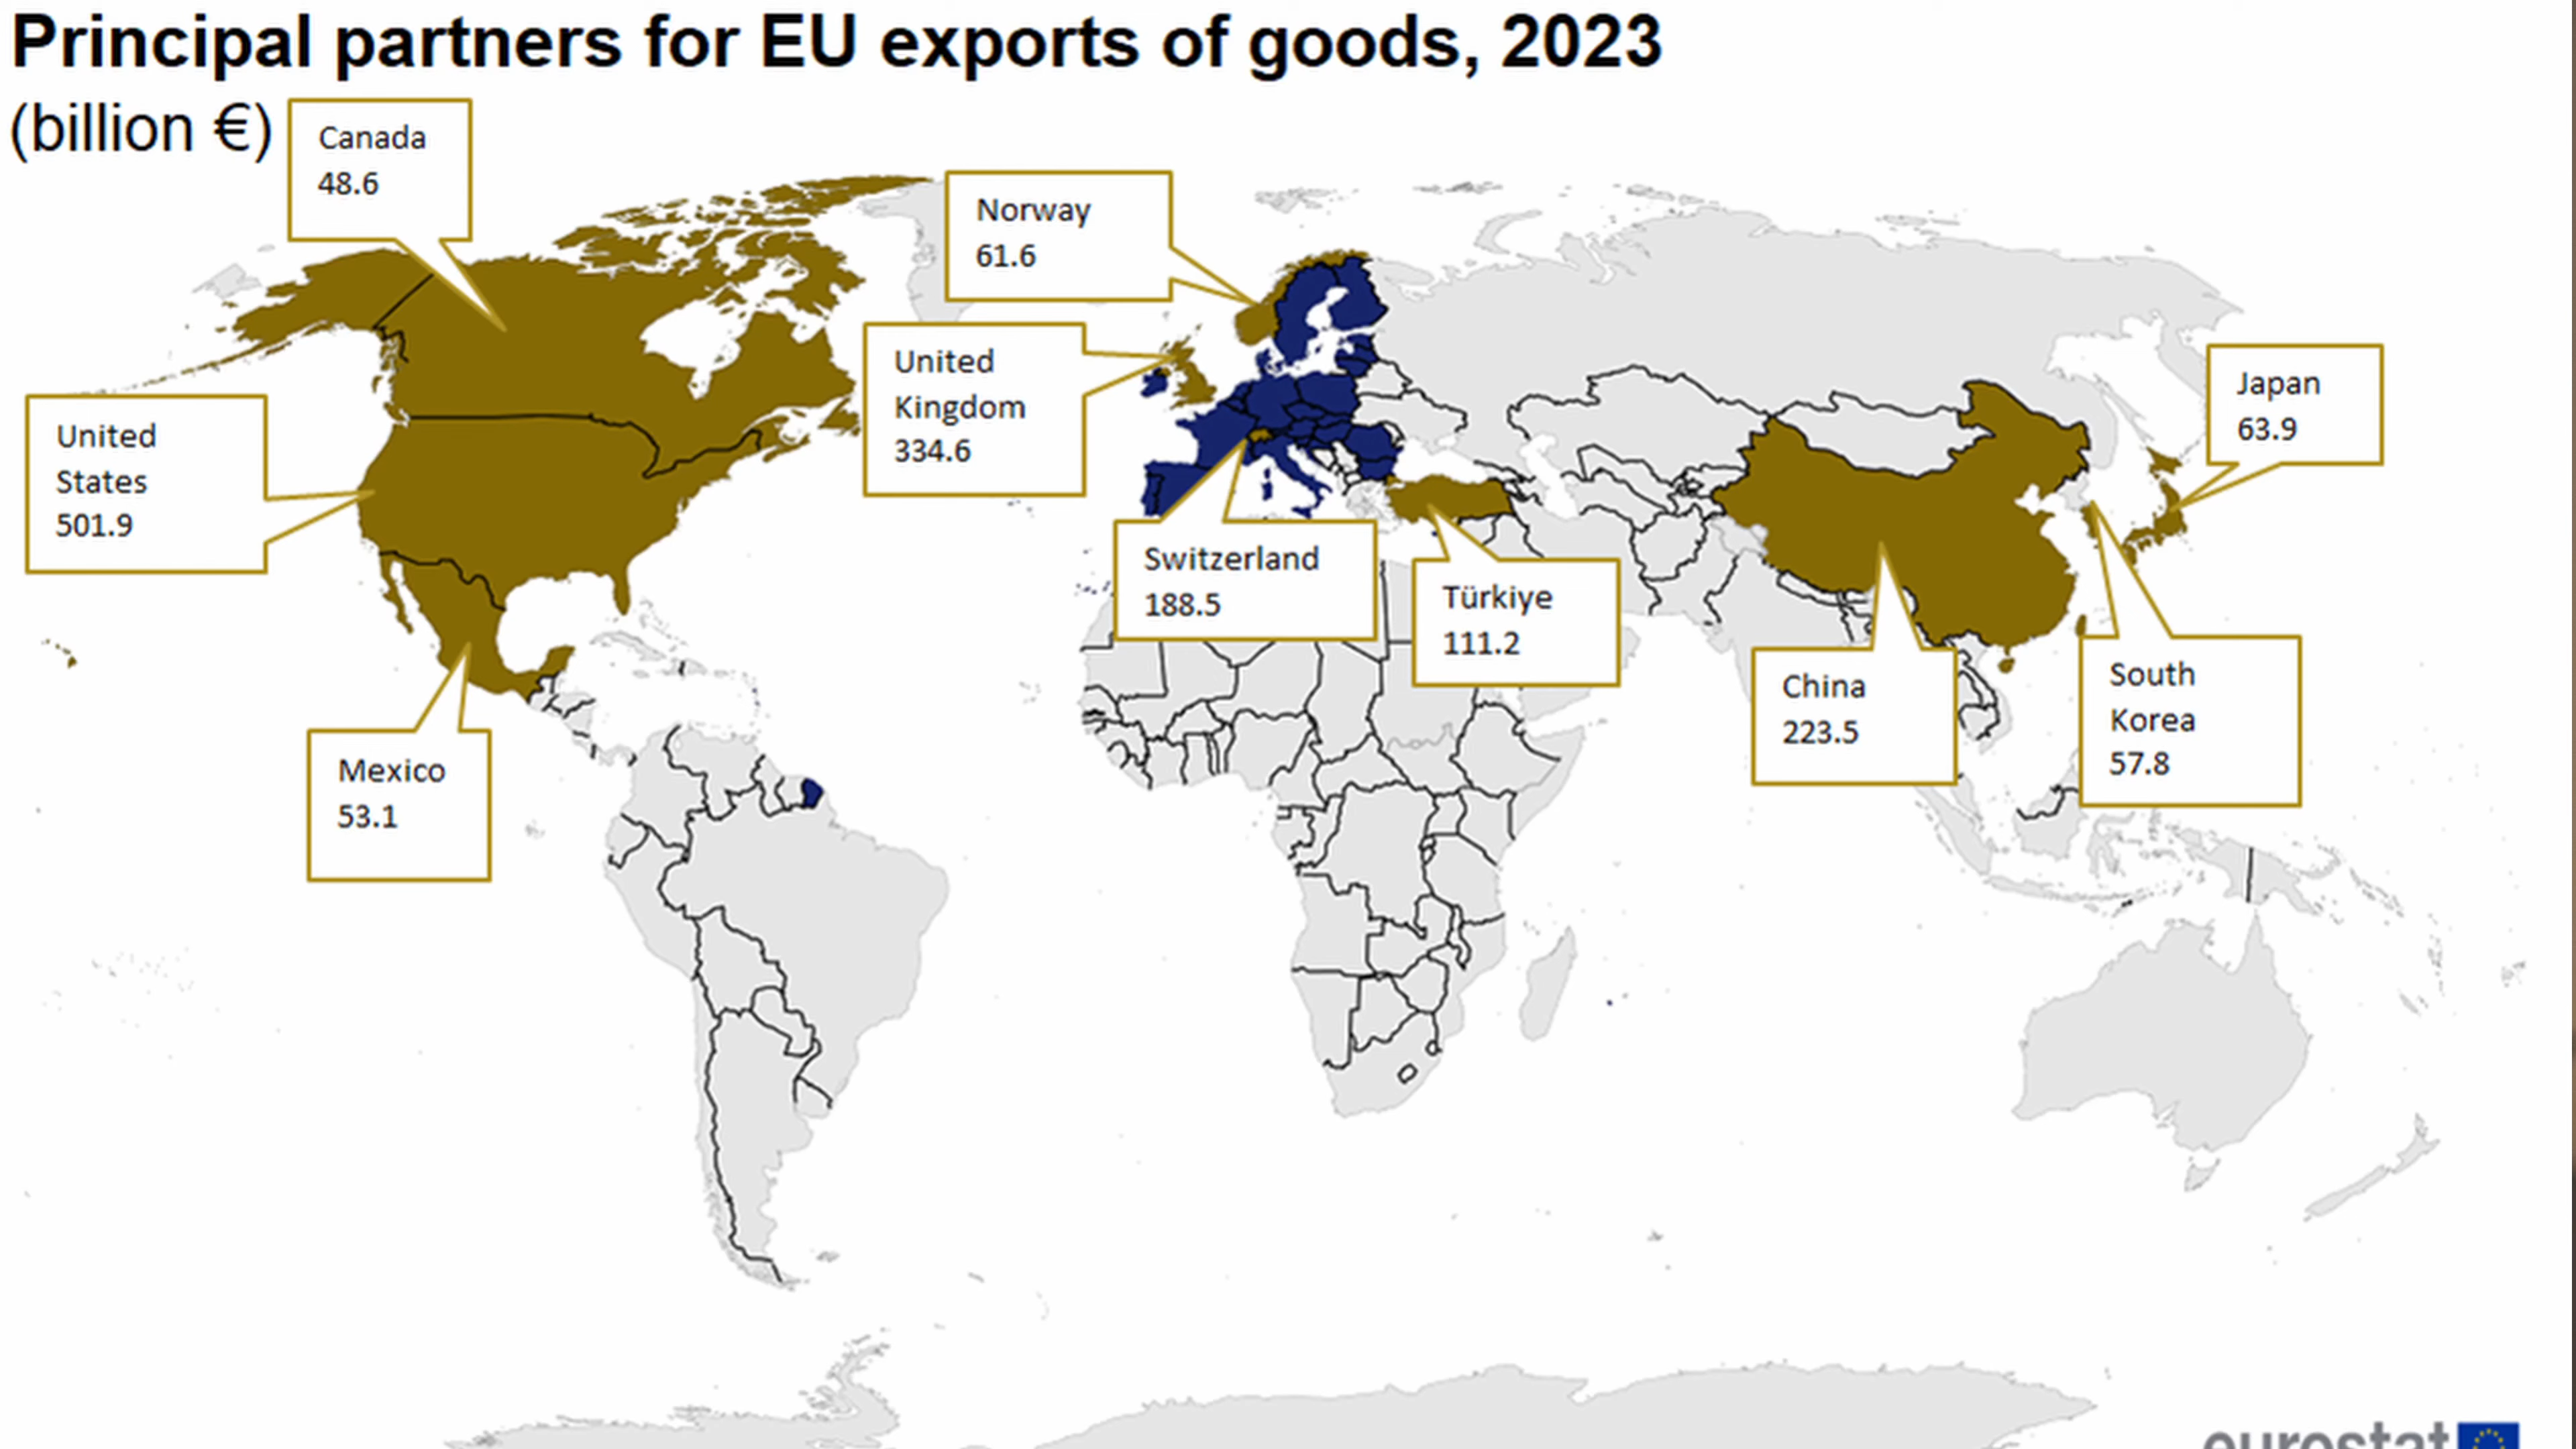 Principal partners for EU exports of goods, 2023
(billion €)
Canada
48.6
Norway
61.6
United
Kingdom
334.6
Japan
63.9
United
States
501.9
Switzerland
188.5
Türkiye
111.2
China
223.5
South
Korea
57.8
Mexico
53.1
eurostat